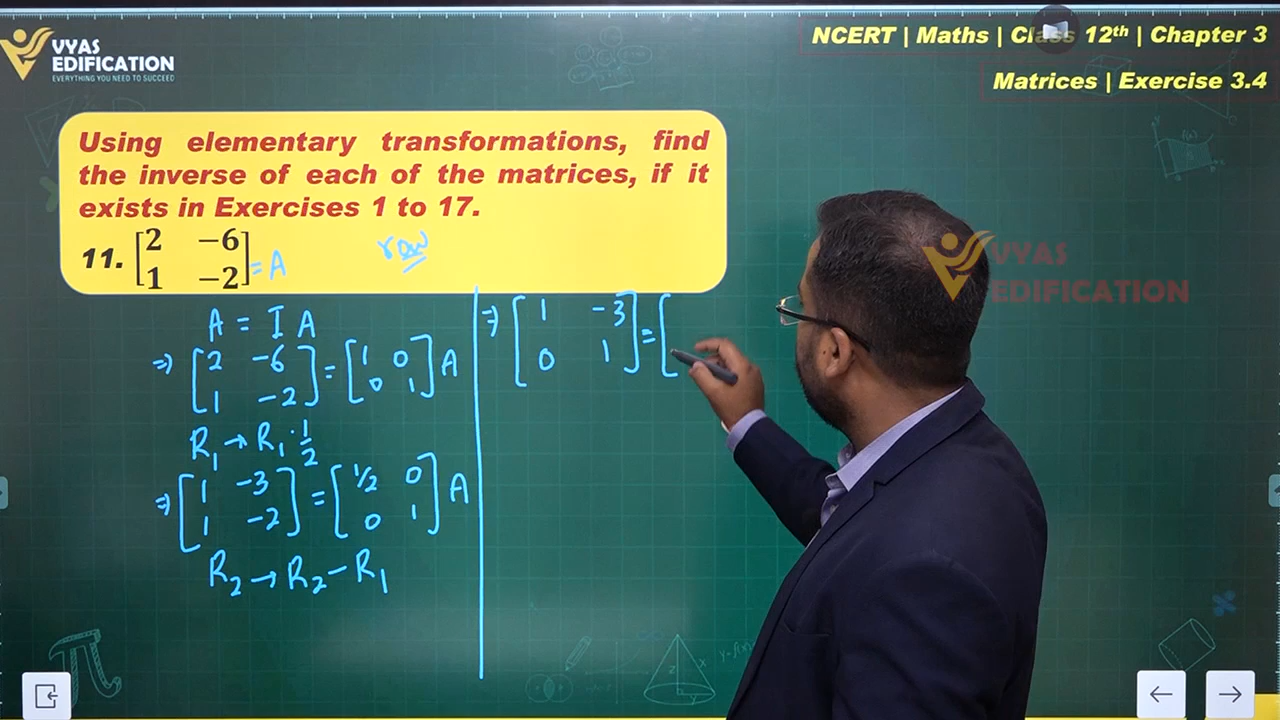 VYAS
EDIFICATION
EVERYTHING YOU NEED TO SUCCEED
NCERT | Maths | Class 12th | Chapter 3
Matrices | Exercise 3.4
Using elementary transformations, find
the inverse of each of the matrices, if it
exists in Exercises 1 to 17.
11. [2 −6
1 −2] = A
row
A = I A
⇒ [2 −6
1 −2] = [1 0
0 1] A
R₁ → R₁ · 1/2
⇒ [1 −3
1 −2] = [1/2 0
0 1] A
R₂ → R₂ − R₁
⇒ [1 −3
0 1] = [
VYAS
EDIFICATION